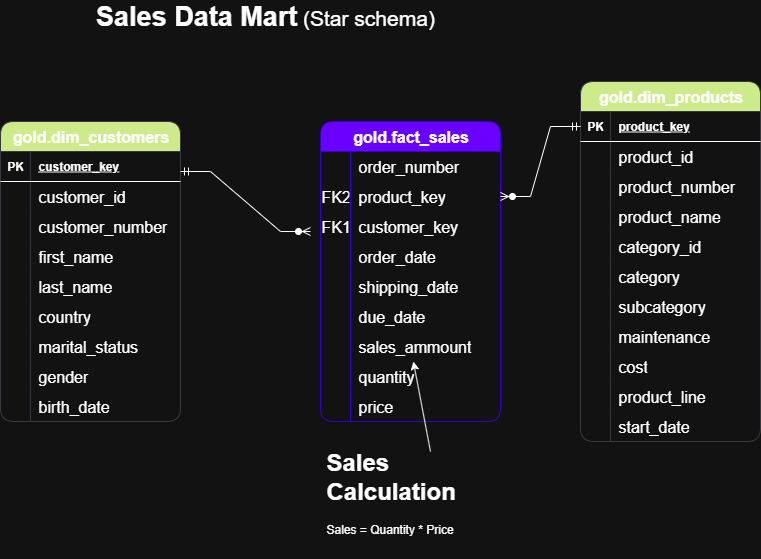 Sales Data Mart (Star schema)
gold.dim_customers
PK customer_key
customer_id
customer_number
first_name
last_name
country
marital_status
gender
birth_date
gold.fact_sales
order_number
FK2 product_key
FK1 customer_key
order_date
shipping_date
due_date
sales_ammount
quantity
price
gold.dim_products
PK product_key
product_id
product_number
product_name
category_id
category
subcategory
maintenance
cost
product_line
start_date
Sales
Calculation
Sales = Quantity * Price